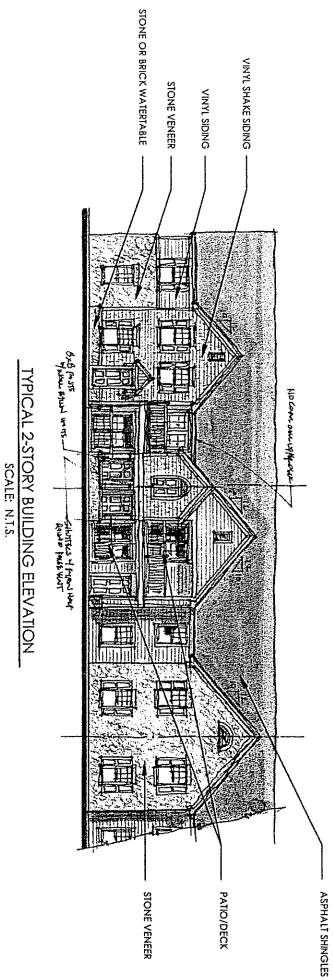 ASPHALT SHINGLES
PATIO/DECK
STONE VENEER
VINYL SHAKE SIDING
VINYL SIDING
STONE VENEER
STONE OR BRICK WATERTABLE
TYPICAL 2-STORY BUILDING ELEVATION
SCALE: N.T.S.